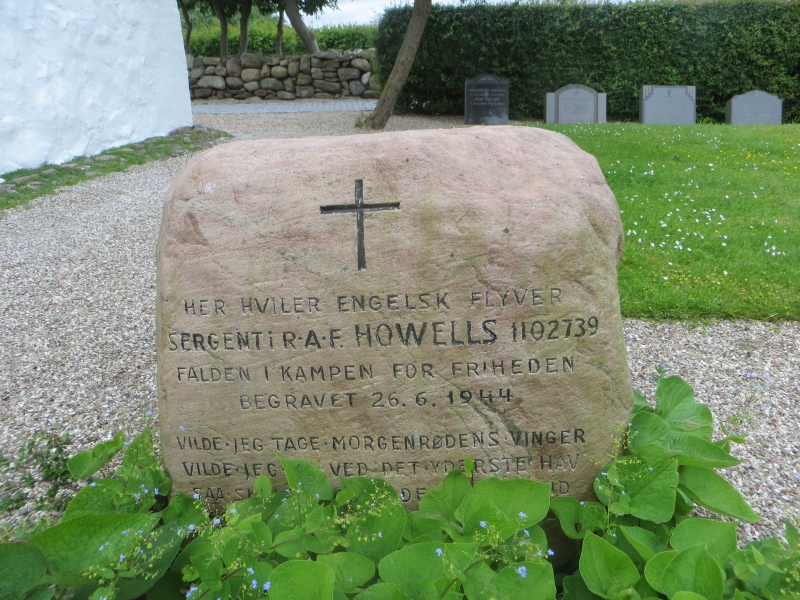 HER HVILER ENGELSK FLYVER
SERGENT I R·A·F. HOWELLS 1102739
FALDEN I KAMPEN FOR FRIHEDEN
BEGRAVET 26.6.1944
VILDE·JEG TAGE·MORGENRØDENS·VINGER
VILDE·JEG VED·DET YDERSTE HAV